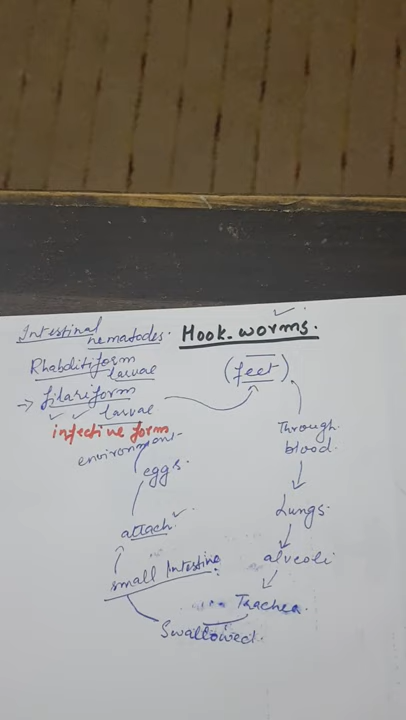 Intestinal nematodes.
Hook-worms.
Rhabditiform larvae
→ filariform larvae
infective form
environment
eggs.
attach
small Intestine
(feet)
Through blood.
Lungs.
alveoli
Trachea.
Swallowed.